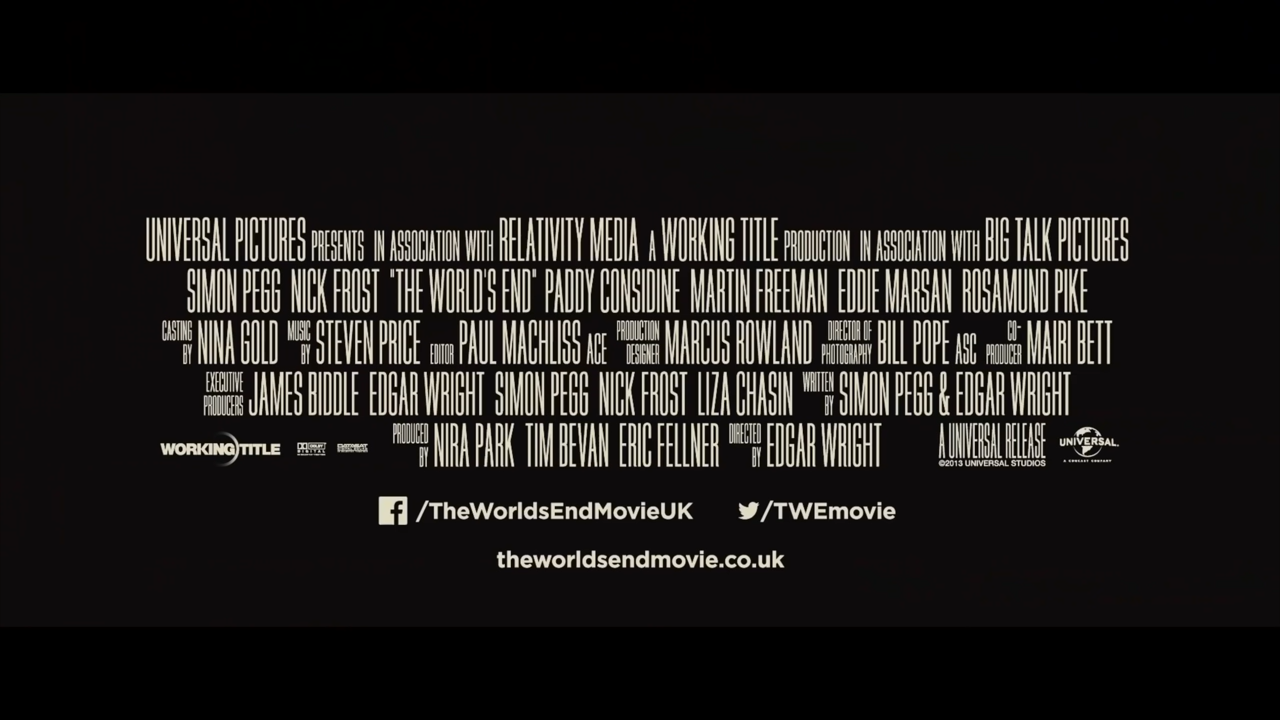 UNIVERSAL PICTURES PRESENTS IN ASSOCIATION WITH RELATIVITY MEDIA A WORKING TITLE PRODUCTION IN ASSOCIATION WITH BIG TALK PICTURES
SIMON PEGG NICK FROST "THE WORLD'S END" PADDY CONSIDINE MARTIN FREEMAN EDDIE MARSAN ROSAMUND PIKE
CASTING BY NINA GOLD MUSIC BY STEVEN PRICE EDITOR PAUL MACHLISS ACE PRODUCTION DESIGNER MARCUS ROWLAND DIRECTOR OF PHOTOGRAPHY BILL POPE ASC CO-PRODUCER MAIRI BETT
EXECUTIVE PRODUCERS JAMES BIDDLE EDGAR WRIGHT SIMON PEGG NICK FROST LIZA CHASIN WRITTEN BY SIMON PEGG & EDGAR WRIGHT
WORKING TITLE PRODUCED BY NIRA PARK TIM BEVAN ERIC FELLNER DIRECTED BY EDGAR WRIGHT A UNIVERSAL RELEASE UNIVERSAL
©2013 UNIVERSAL STUDIOS A COMCAST COMPANY
/TheWorldsEndMovieUK /TWEmovie
theworldsendmovie.co.uk